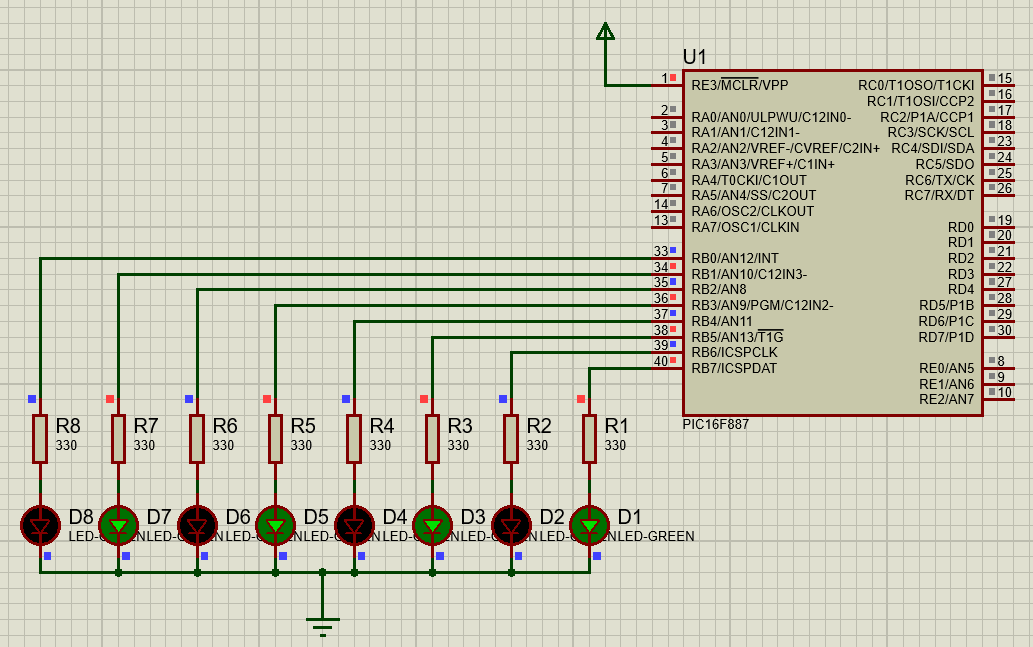 U1
1 RE3/MCLR/VPP RC0/T1OSO/T1CKI 15
RC1/T1OSI/CCP2 16
2 RA0/AN0/ULPWU/C12IN0- RC2/P1A/CCP1 17
3 RA1/AN1/C12IN1- RC3/SCK/SCL 18
4 RA2/AN2/VREF-/CVREF/C2IN+ RC4/SDI/SDA 23
5 RA3/AN3/VREF+/C1IN+ RC5/SDO 24
6 RA4/T0CKI/C1OUT RC6/TX/CK 25
7 RA5/AN4/SS/C2OUT RC7/RX/DT 26
14 RA6/OSC2/CLKOUT
13 RA7/OSC1/CLKIN RD0 19
RD1 20
33 RB0/AN12/INT RD2 21
34 RB1/AN10/C12IN3- RD3 22
35 RB2/AN8 RD4 27
36 RB3/AN9/PGM/C12IN2- RD5/P1B 28
37 RB4/AN11 RD6/P1C 29
38 RB5/AN13/T1G RD7/P1D 30
39 RB6/ICSPCLK
40 RB7/ICSPDAT RE0/AN5 8
RE1/AN6 9
RE2/AN7 10
PIC16F887
R8 R7 R6 R5 R4 R3 R2 R1
330 330 330 330 330 330 330 330
D8 D7 D6 D5 D4 D3 D2 D1
LED-GREEN